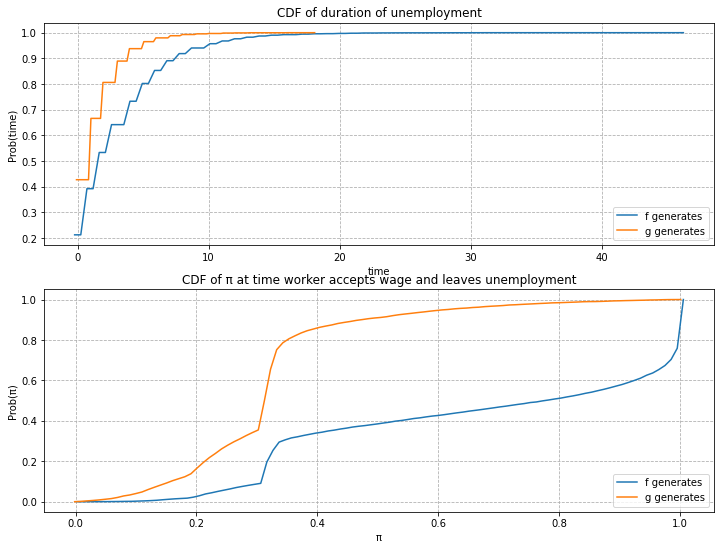 CDF of duration of unemployment
1.0
0.9
0.8
0.7
0.6
0.5
0.4
0.3
0.2
Prob(time)
f generates
g generates
0 10 20 30 40
time
CDF of π at time worker accepts wage and leaves unemployment
1.0
0.8
0.6
0.4
0.2
0.0
Prob(π)
f generates
g generates
0.0 0.2 0.4 0.6 0.8 1.0
π